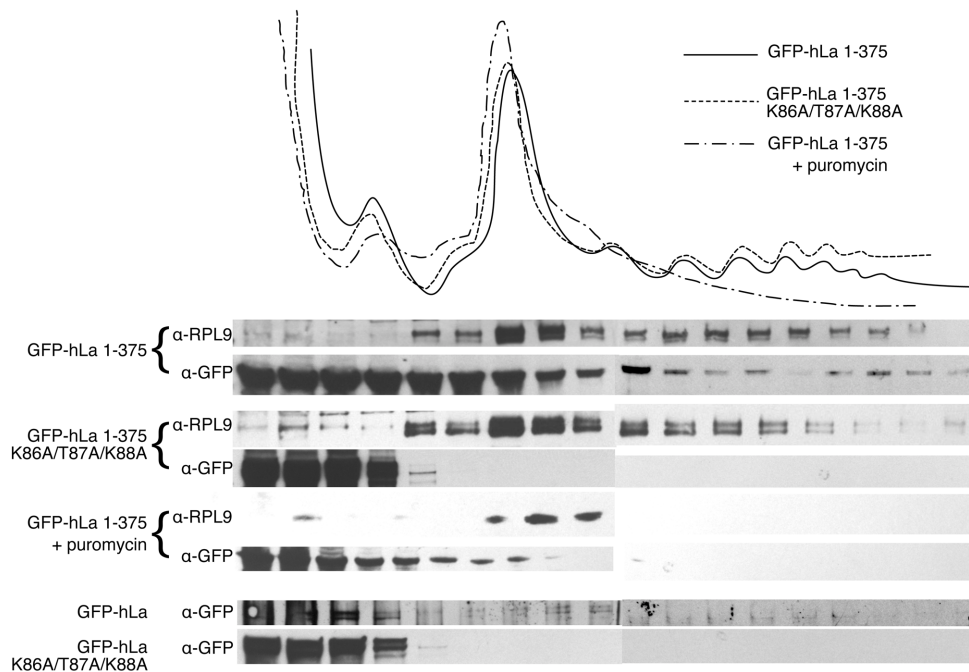 GFP-hLa 1-375
GFP-hLa 1-375
K86A/T87A/K88A
GFP-hLa 1-375
+ puromycin
GFP-hLa 1-375
α-RPL9
α-GFP
GFP-hLa 1-375
K86A/T87A/K88A
α-RPL9
α-GFP
GFP-hLa 1-375
+ puromycin
α-RPL9
α-GFP
GFP-hLa
α-GFP
GFP-hLa
K86A/T87A/K88A
α-GFP